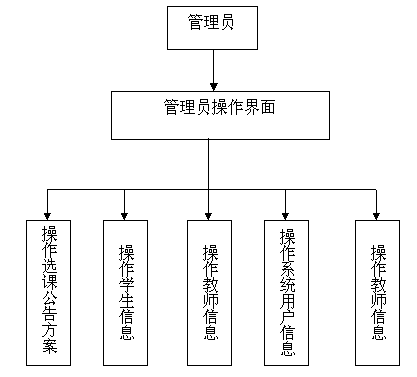 管理员
管理员操作界面
操作选课公告方案
操作学生信息
操作教师信息
操作系统用户信息
操作教师信息